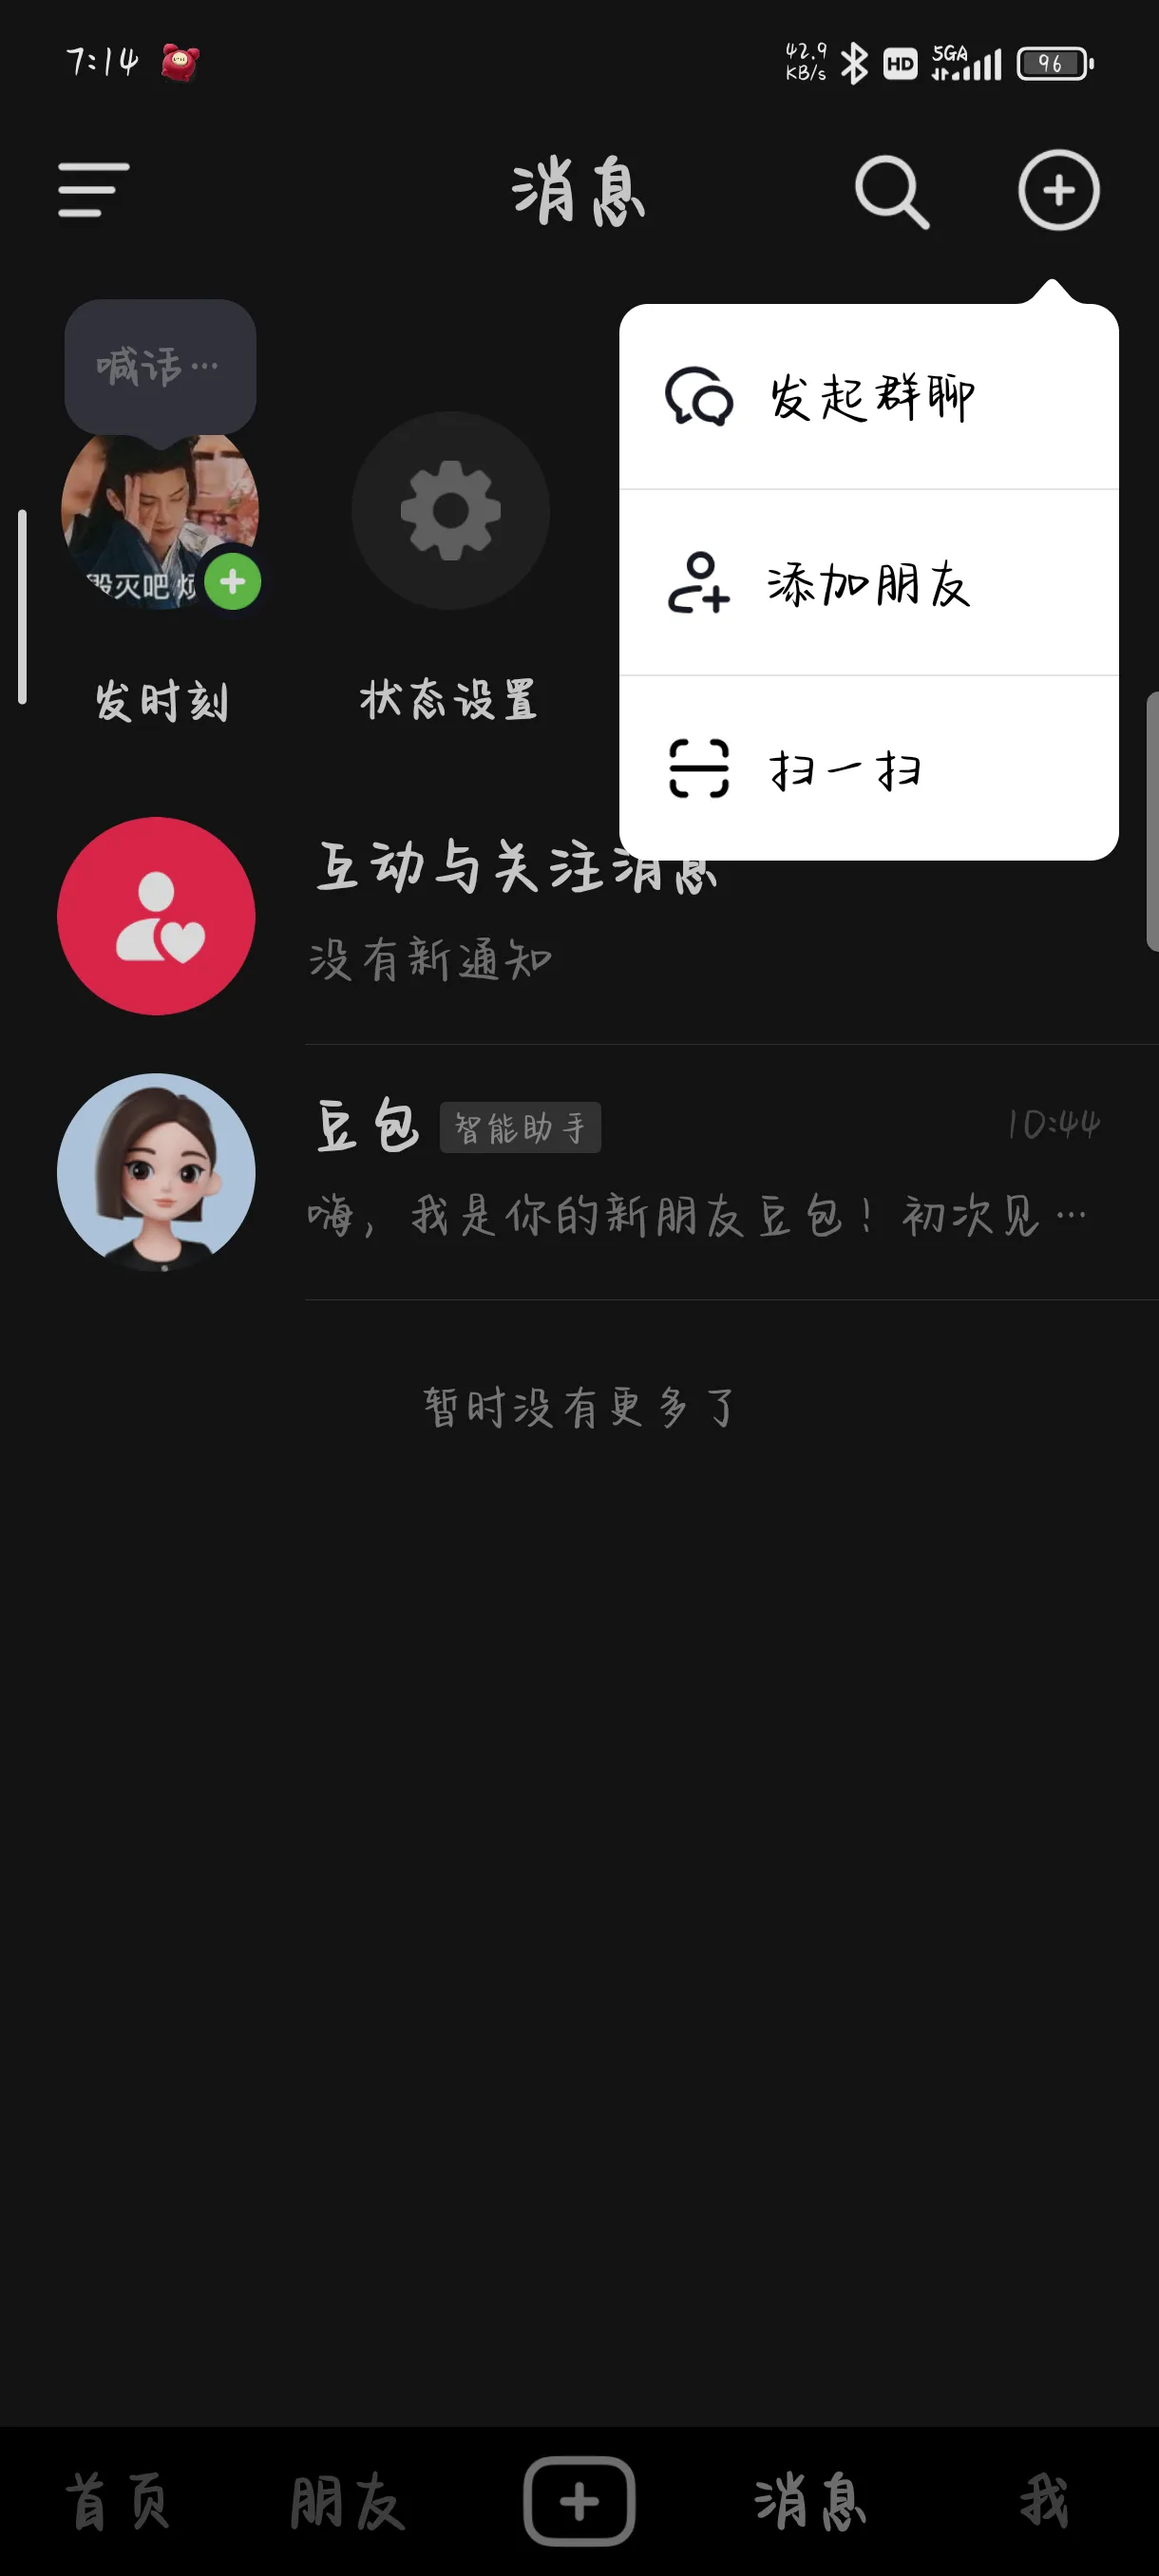 7:14
42.9
KB/s
HD
5GA
96
消息
喊话…
发起群聊
毁灭吧 烦
添加朋友
发时刻
状态设置
扫一扫
互动与关注消息
没有新通知
豆包 智能助手 10:44
嗨，我是你的新朋友豆包！初次见…
暂时没有更多了
首页 朋友 消息 我